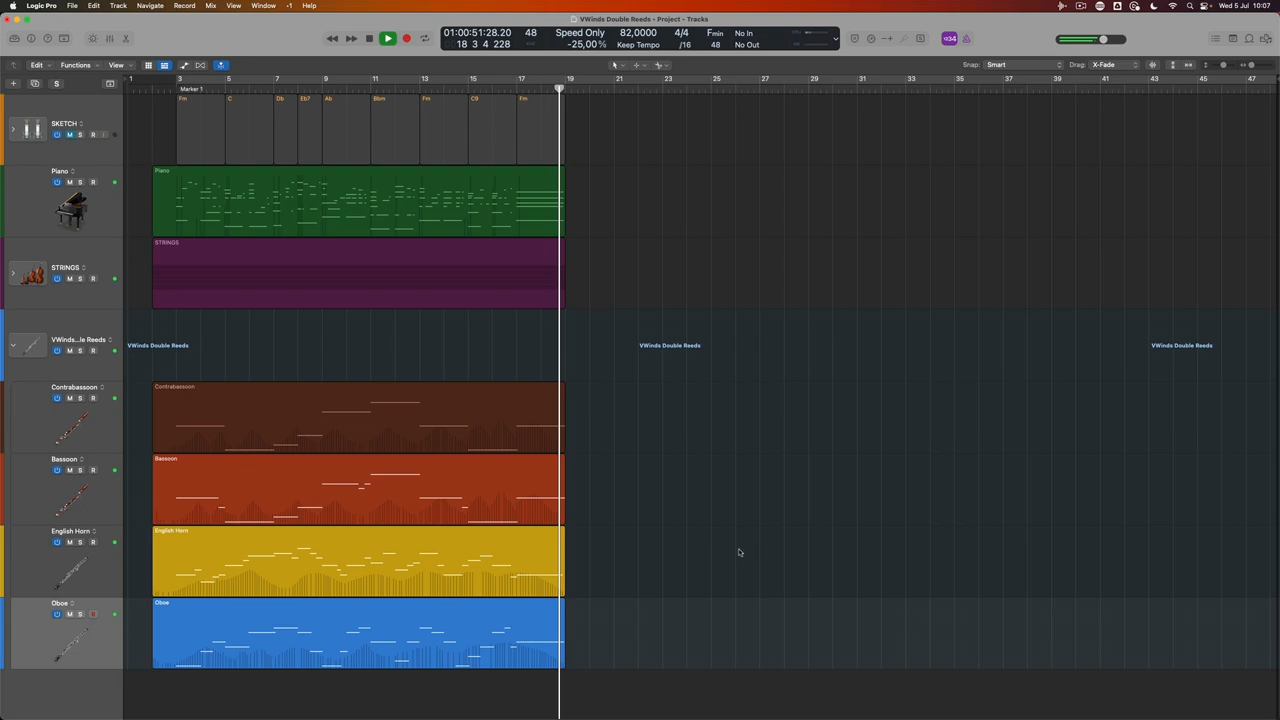 Logic Pro File Edit Track Navigate Record Mix View Window ·1 Help Wed 5 Jul 10:07
VWinds Double Reeds - Project - Tracks
01:00:51:28.20 48 Speed Only 82,0000 4/4 Fmin No In
18 3 4 228 -25,00% Keep Tempo /16 48 No Out
Edit Functions View Snap: Smart Drag: X-Fade
1 3 5 7 9 11 13 15 17 19 21 23 25 27 29 31 33 35 37 39 41 43 45 47
Marker 1
Fm C Db Eb7 Ab Bbm Fm C9 Fm
SKETCH
M S R I
Piano
Piano
M S R
STRINGS
STRINGS
M S R
VWinds...le Reeds
VWinds Double Reeds VWinds Double Reeds VWinds Double Reeds
M S R
Contrabassoon
Contrabassoon
M S R
Bassoon
Bassoon
M S R
English Horn
English Horn
M S R
Oboe
Oboe
M S R